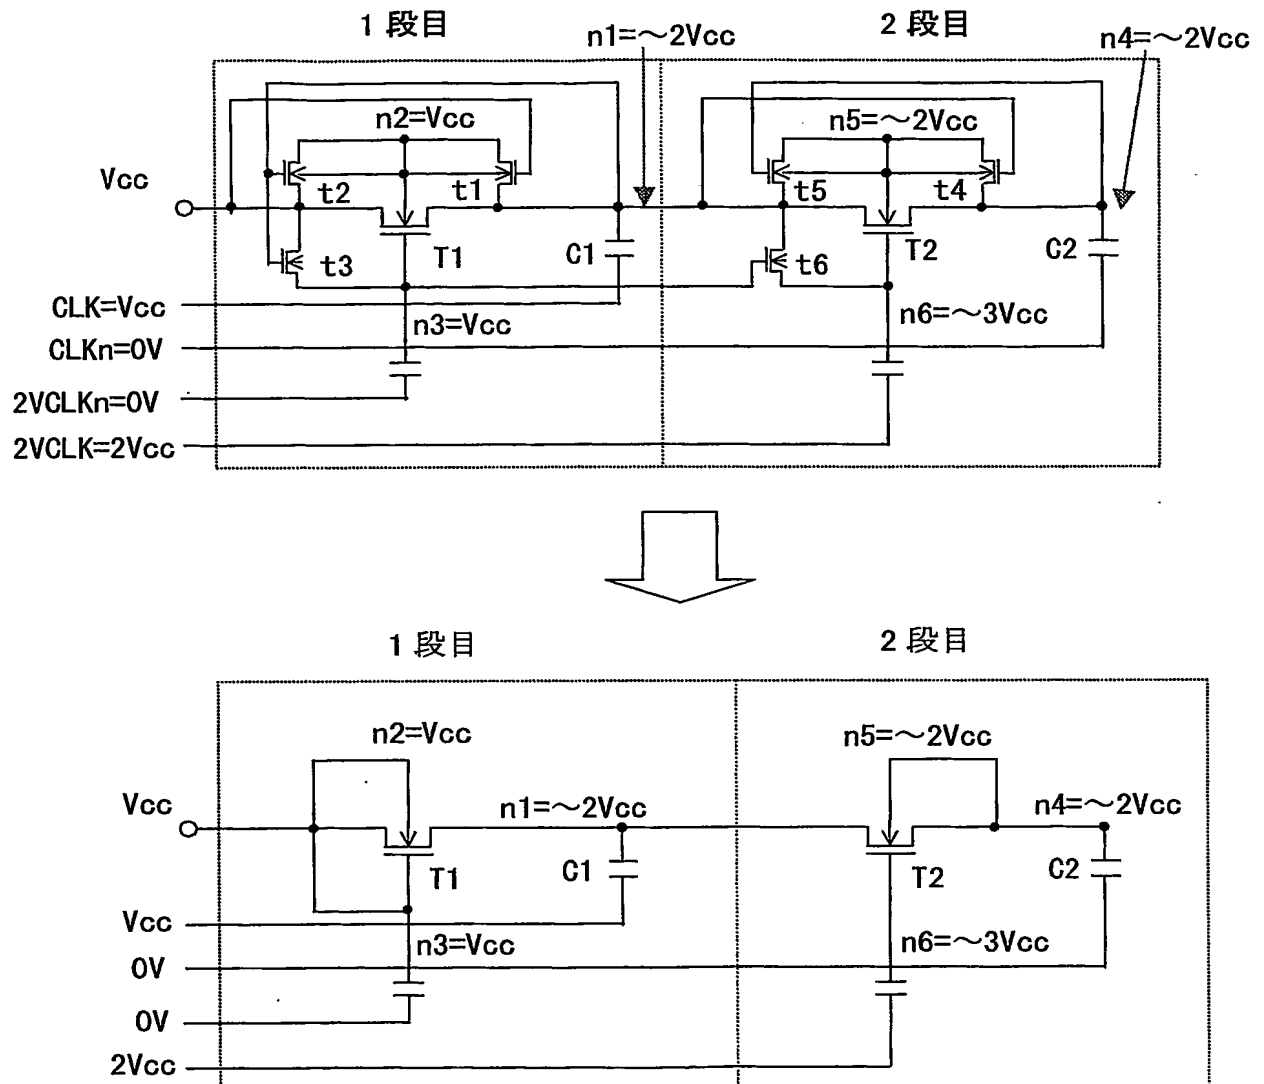 1段目
2段目
n1=～2Vcc
n4=～2Vcc
n2=Vcc
n5=～2Vcc
Vcc
t2
t1
t5
t4
t3
T1
C1
t6
T2
C2
CLK=Vcc
n3=Vcc
n6=～3Vcc
CLKn=0V
2VCLKn=0V
2VCLK=2Vcc
1段目
2段目
n2=Vcc
n5=～2Vcc
Vcc
n1=～2Vcc
n4=～2Vcc
T1
C1
T2
C2
Vcc
n3=Vcc
n6=～3Vcc
0V
0V
2Vcc